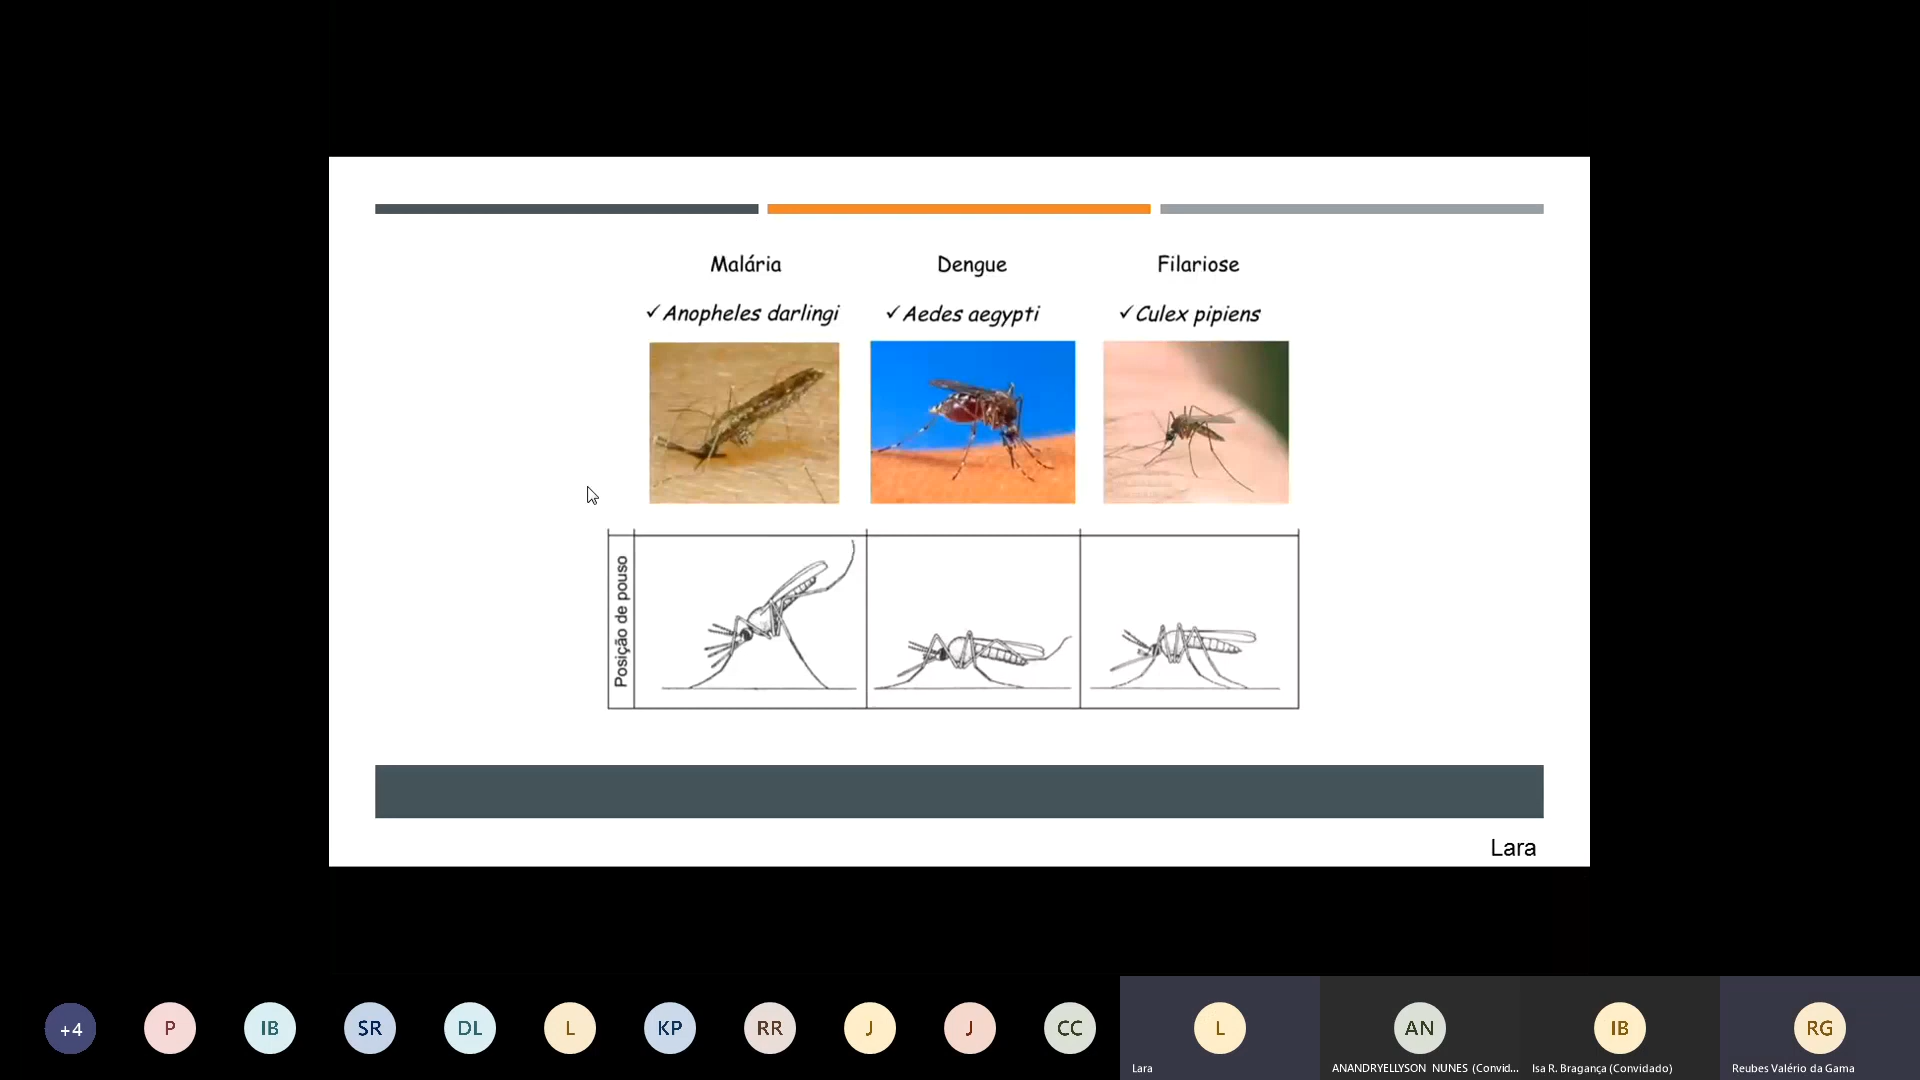 Malária Dengue Filariose
✓ Anopheles darlingi ✓ Aedes aegypti ✓ Culex pipiens
Posição de pouso
Lara
+4 P IB SR DL L KP RR J J CC L AN IB RG
Lara ANANDRYELLYSON NUNES (Convid... Isa R. Bragança (Convidado) Reubes Valério da Gama